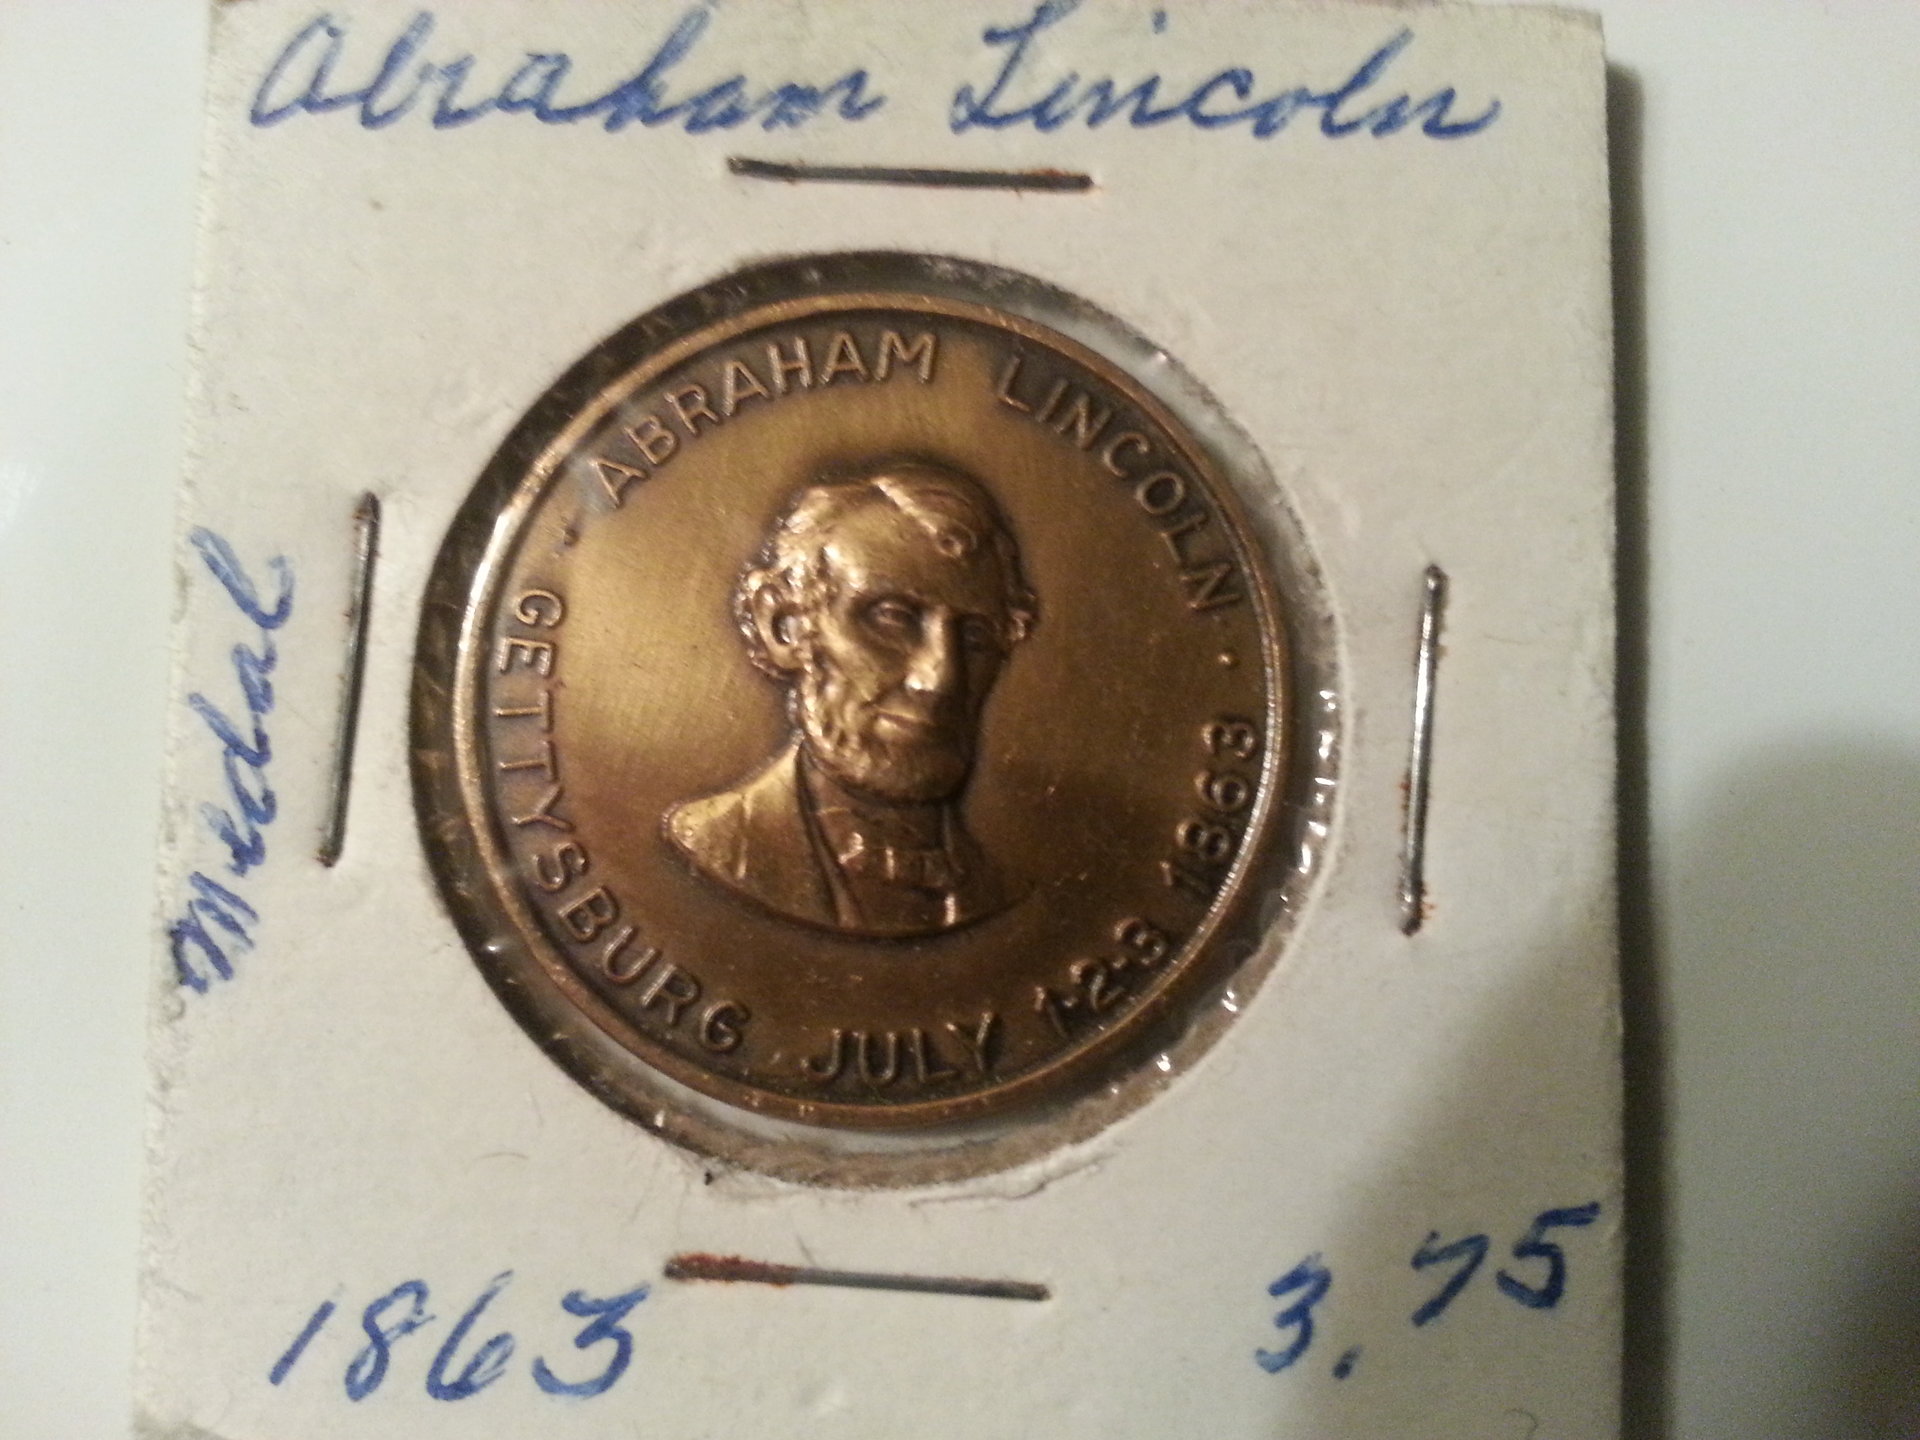 Abraham Lincoln
Medal
ABRAHAM LINCOLN
GETTYSBURG JULY 1-2-3 1863
1863
3.75